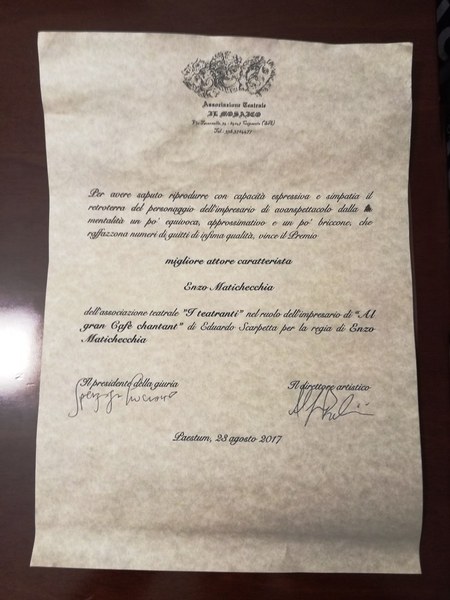 Associazione Teatrale
IL MOSAICO
Per avere saputo riprodurre con capacità espressiva e simpatia il
retroterra del personaggio dell'impresario di avanspettacolo dalla
mentalità un po' equivoca, approssimativo e un po' briccone, che
raffazzona numeri di guitti di infima qualità, vince il Premio
migliore attore caratterista
Enzo Matichecchia
dell'associazione teatrale "I teatranti" nel ruolo dell'impresario di "Al
gran Cafè chantant" di Eduardo Scarpetta per la regia di Enzo
Matichecchia
Il presidente della giuria Il direttore artistico
Paestum, 23 agosto 2017